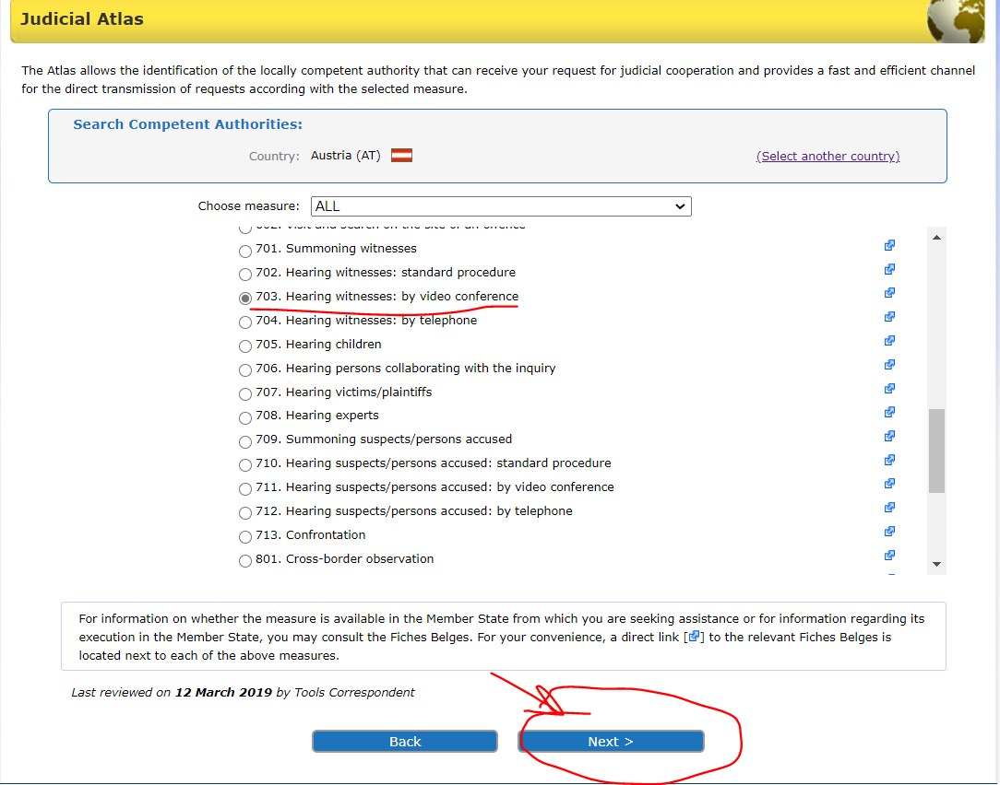 Judicial Atlas
The Atlas allows the identification of the locally competent authority that can receive your request for judicial cooperation and provides a fast and efficient channel
for the direct transmission of requests according with the selected measure.
Search Competent Authorities:
Country: Austria (AT) (Select another country)
Choose measure: ALL
701. Summoning witnesses
702. Hearing witnesses: standard procedure
703. Hearing witnesses: by video conference
704. Hearing witnesses: by telephone
705. Hearing children
706. Hearing persons collaborating with the inquiry
707. Hearing victims/plaintiffs
708. Hearing experts
709. Summoning suspects/persons accused
710. Hearing suspects/persons accused: standard procedure
711. Hearing suspects/persons accused: by video conference
712. Hearing suspects/persons accused: by telephone
713. Confrontation
801. Cross-border observation
For information on whether the measure is available in the Member State from which you are seeking assistance or for information regarding its
execution in the Member State, you may consult the Fiches Belges. For your convenience, a direct link [] to the relevant Fiches Belges is
located next to each of the above measures.
Last reviewed on 12 March 2019 by Tools Correspondent
Back Next >